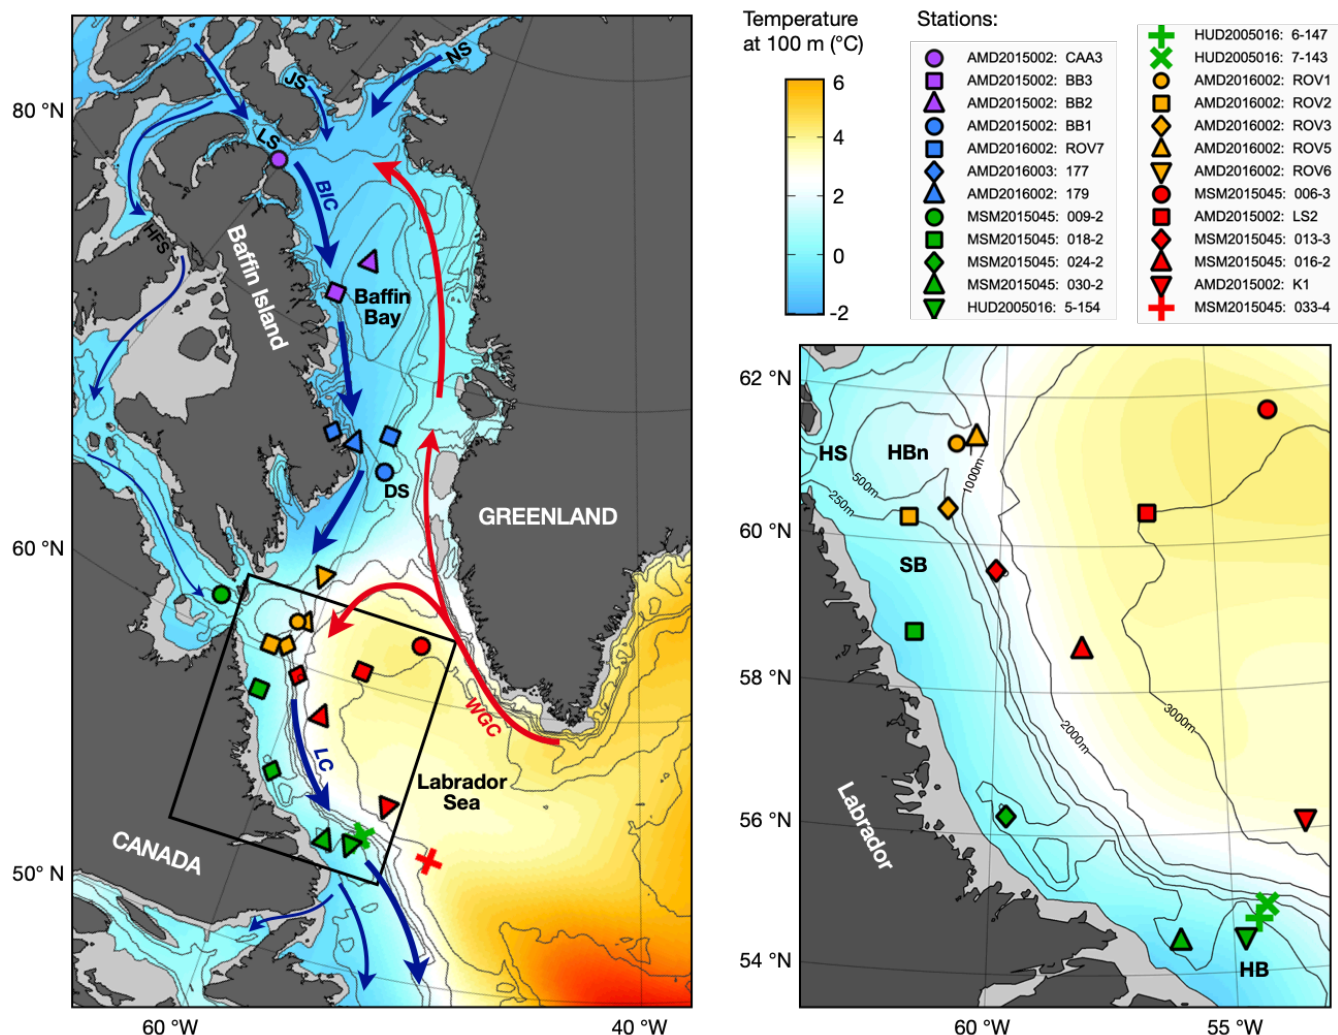 Temperature
at 100 m (°C)
6
4
2
0
-2
Stations:
AMD2015002: CAA3
AMD2015002: BB3
AMD2015002: BB2
AMD2015002: BB1
AMD2016002: ROV7
AMD2016003: 177
AMD2016002: 179
MSM2015045: 009-2
MSM2015045: 018-2
MSM2015045: 024-2
MSM2015045: 030-2
HUD2005016: 5-154
HUD2005016: 6-147
HUD2005016: 7-143
AMD2016002: ROV1
AMD2016002: ROV2
AMD2016002: ROV3
AMD2016002: ROV5
AMD2016002: ROV6
MSM2015045: 006-3
AMD2015002: LS2
MSM2015045: 013-3
MSM2015045: 016-2
AMD2015002: K1
MSM2015045: 033-4
80 °N
60 °N
50 °N
60 °W
40 °W
NS
JS
LS
BIC
HFS
Baffin Island
Baffin
Bay
DS
GREENLAND
WGC
LC
Labrador
Sea
CANADA
62 °N
60 °N
58 °N
56 °N
54 °N
60 °W
55 °W
HS
HBn
500m
250m
1000m
SB
2000m
3000m
Labrador
HB